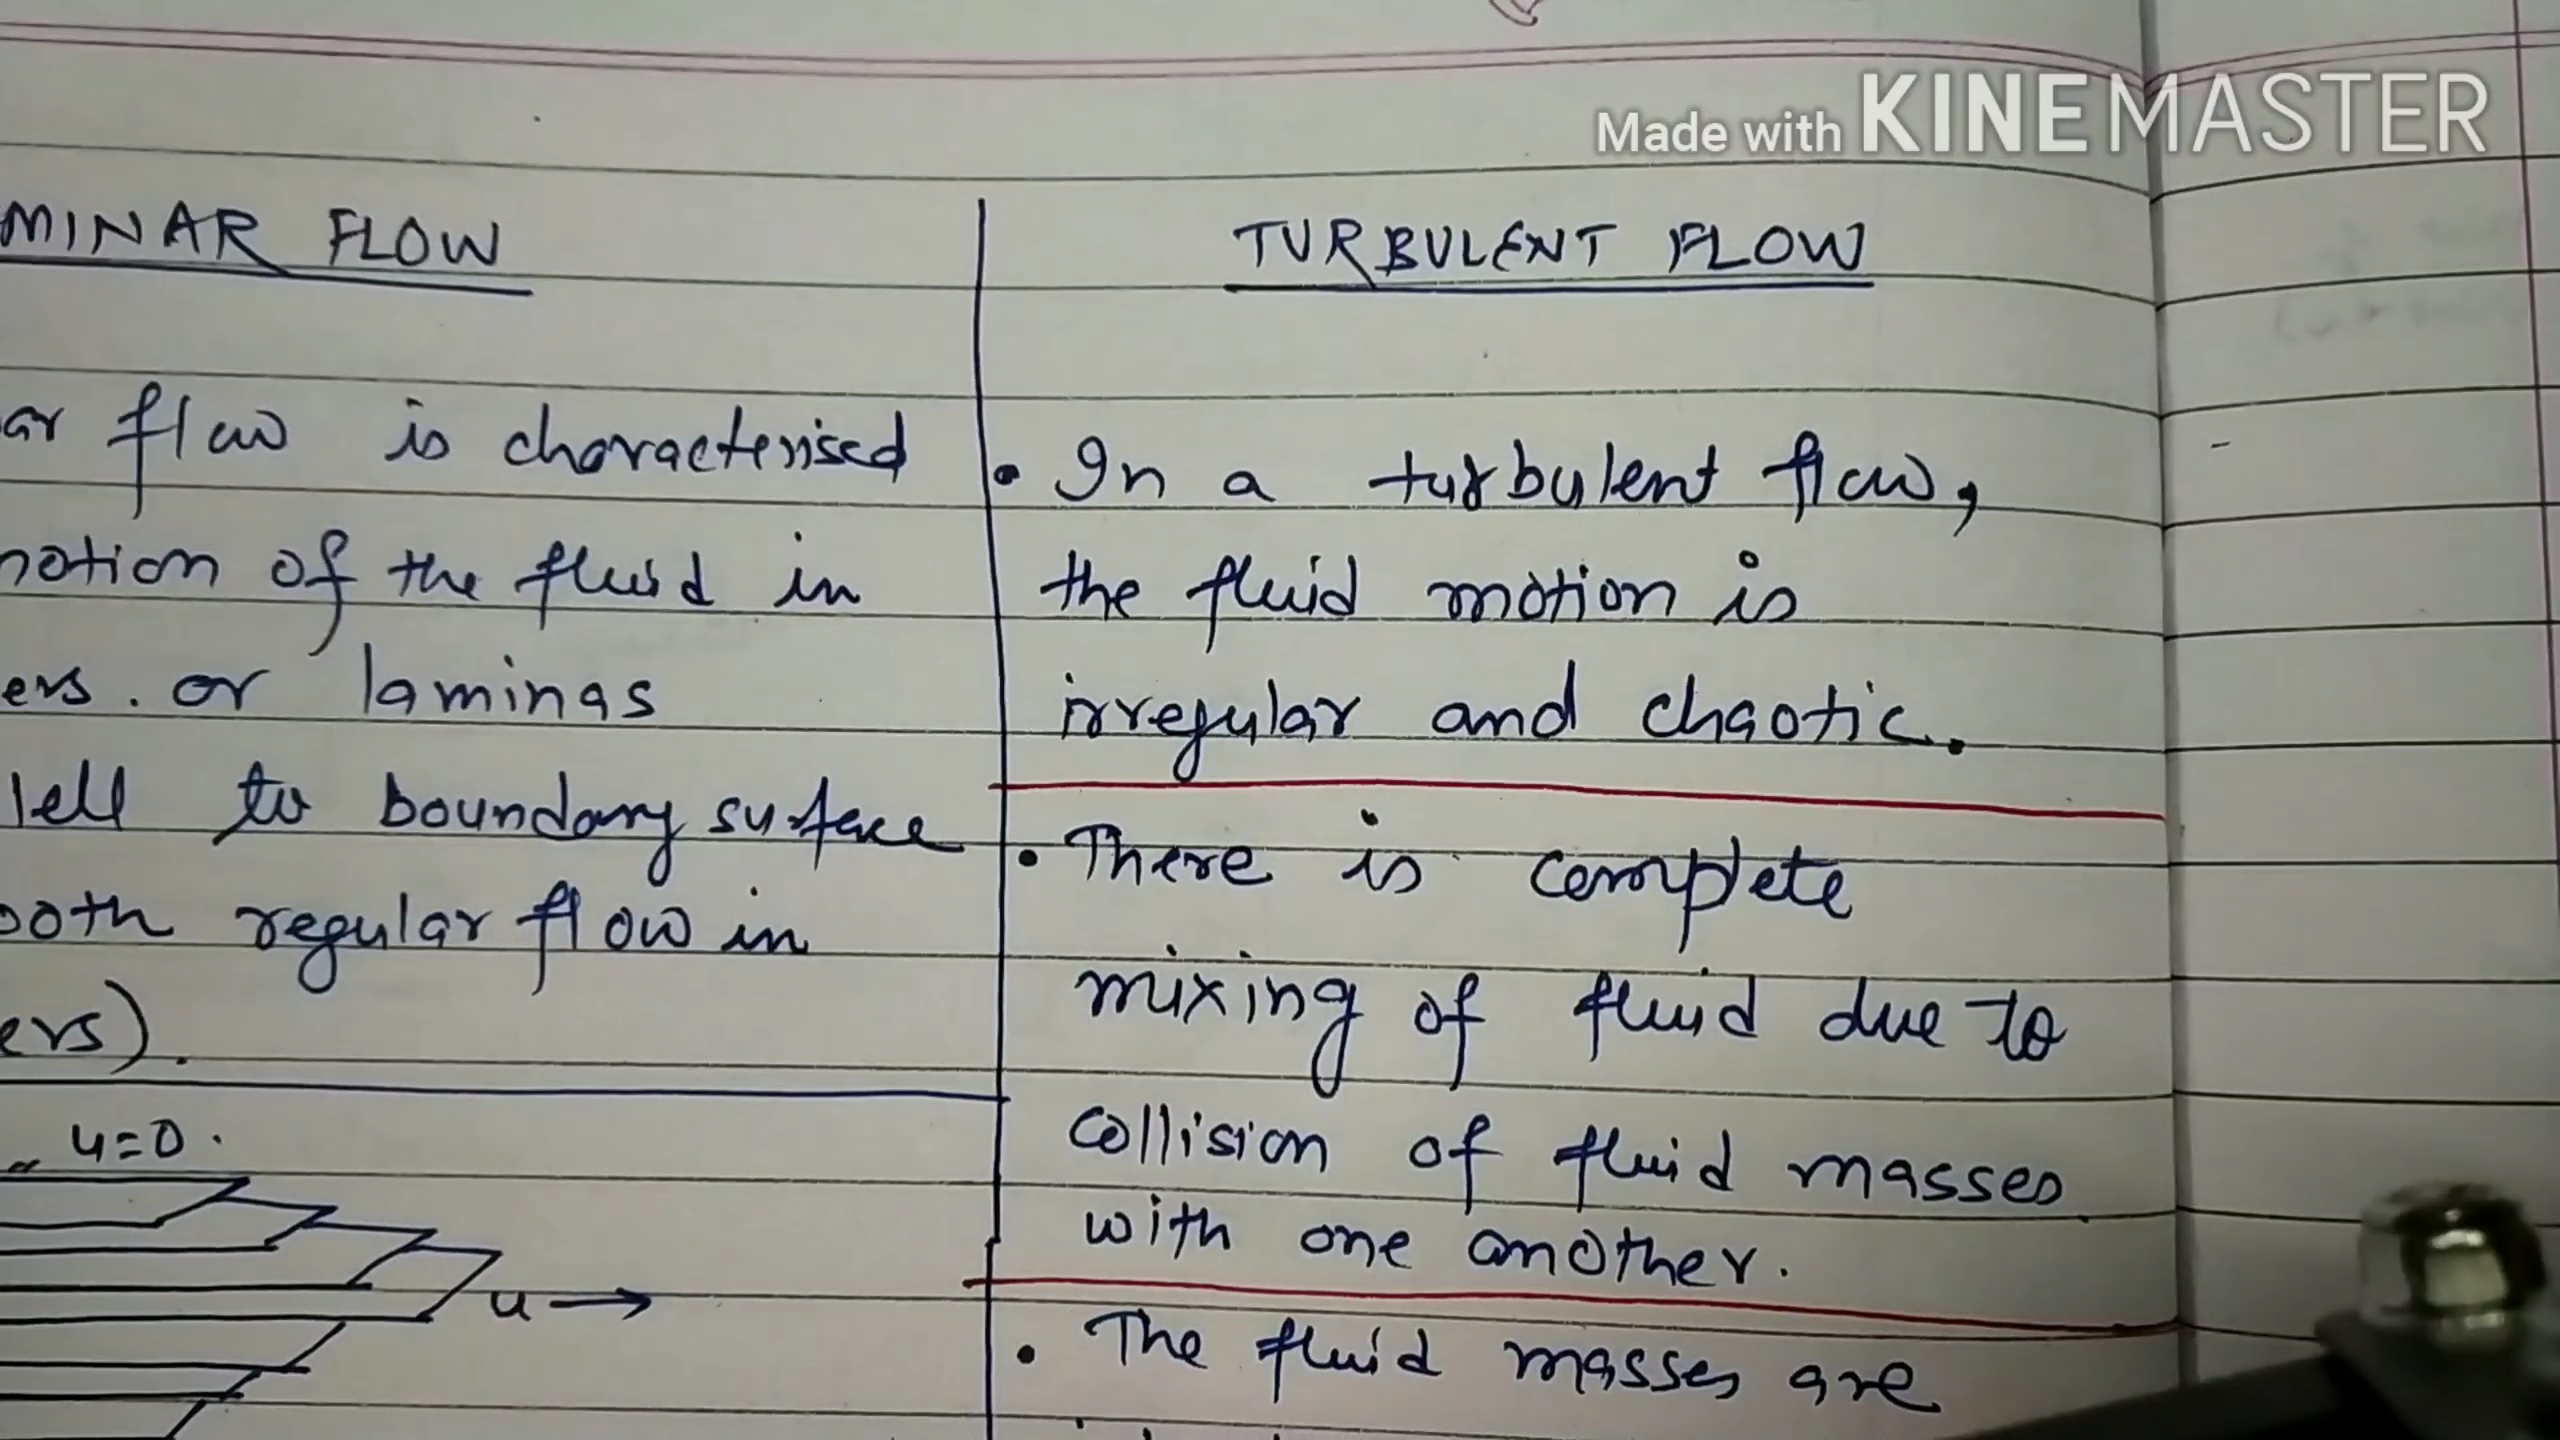 Made with KINEMASTER
MINAR FLOW
ar flow is characterised
motion of the fluid in
ers. or laminas
lell to boundary surface
ooth regular flow in
ers).
u=0.
u →
TURBULENT FLOW
• In a turbulent flow,
the fluid motion is
irregular and chaotic.
• There is complete
mixing of fluid due to
collision of fluid masses
with one another.
• The fluid masses are